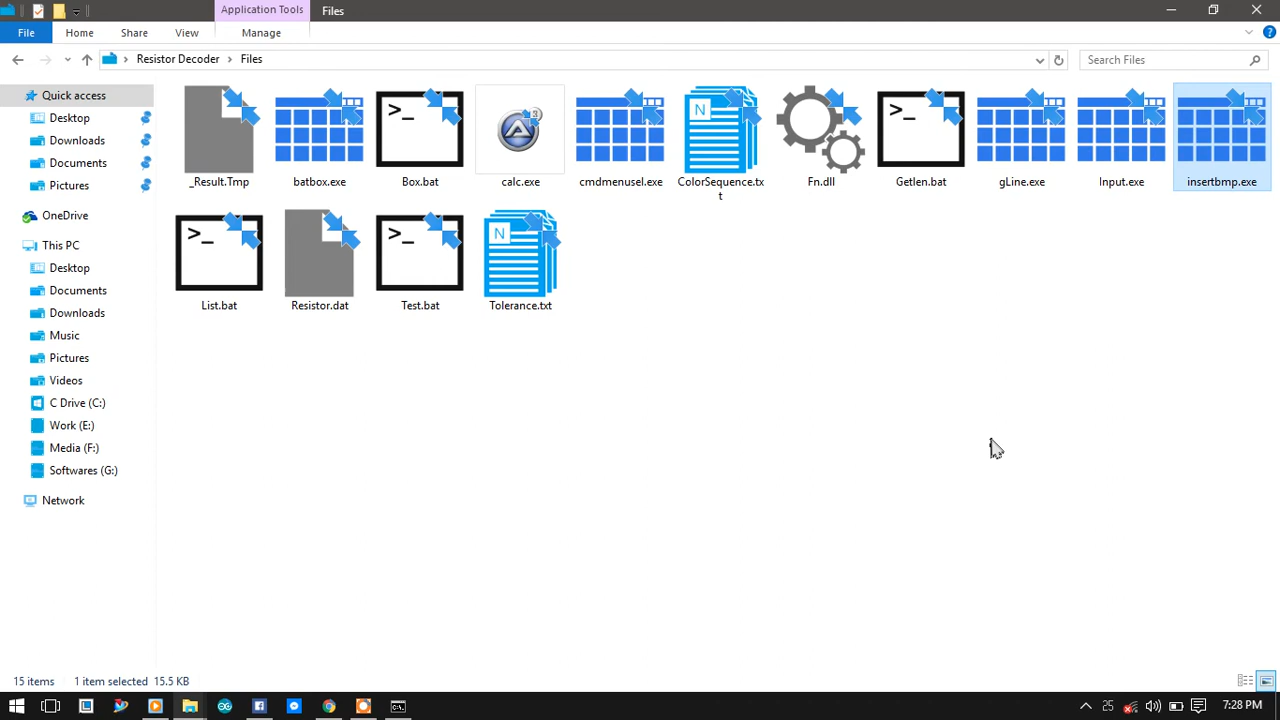 Application Tools
Files
File
Home
Share
View
Manage
Resistor Decoder
Files
Search Files
Quick access
Desktop
Downloads
Documents
Pictures
OneDrive
This PC
Desktop
Documents
Downloads
Music
Pictures
Videos
C Drive (C:)
Work (E:)
Media (F:)
Softwares (G:)
Network
_Result.Tmp
batbox.exe
Box.bat
calc.exe
cmdmenusel.exe
ColorSequence.tx
t
Fn.dll
Getlen.bat
gLine.exe
Input.exe
insertbmp.exe
List.bat
Resistor.dat
Test.bat
Tolerance.txt
15 items
1 item selected 15.5 KB
7:28 PM